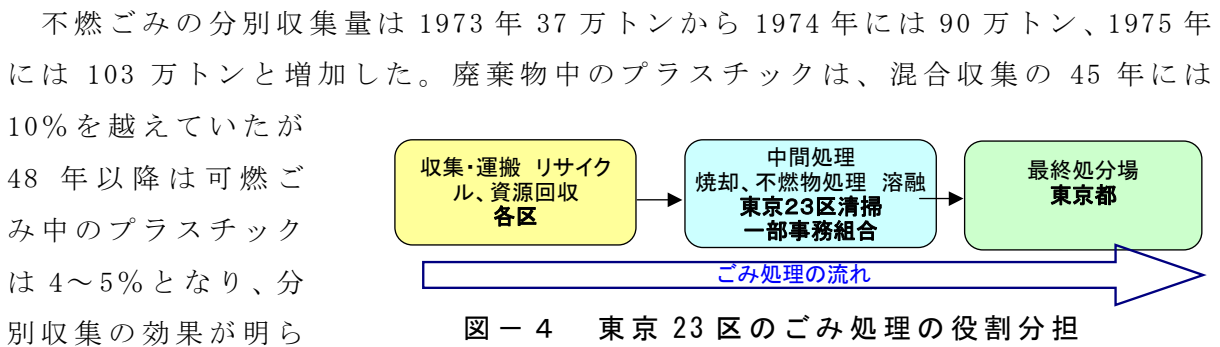 不燃ごみの分別収集量は 1973 年 37 万トンから 1974 年には 90 万トン、1975 年
には 103 万トンと増加した。廃棄物中のプラスチックは、混合収集の 45 年には
10％を越えていたが
48 年以降は可燃ご
み中のプラスチック
は 4～5％となり、分
別収集の効果が明ら
収集・運搬 リサイク
ル、資源回収
各区
中間処理
焼却、不燃物処理 溶融
東京２３区清掃
一部事務組合
最終処分場
東京都
ごみ処理の流れ
図－４ 東京 23 区のごみ処理の役割分担